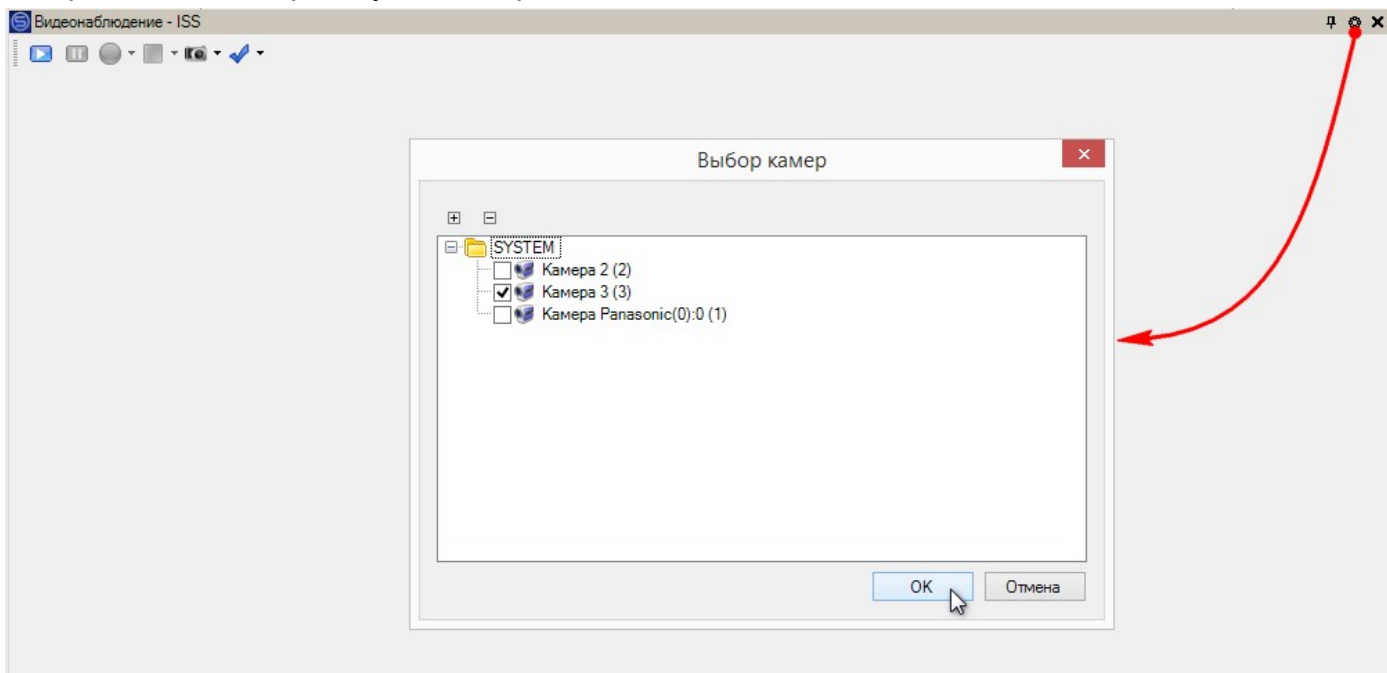 Видеонаблюдение - ISS
Выбор камер
SYSTEM
Камера 2 (2)
Камера 3 (3)
Камера Panasonic(0):0 (1)
OK
Отмена